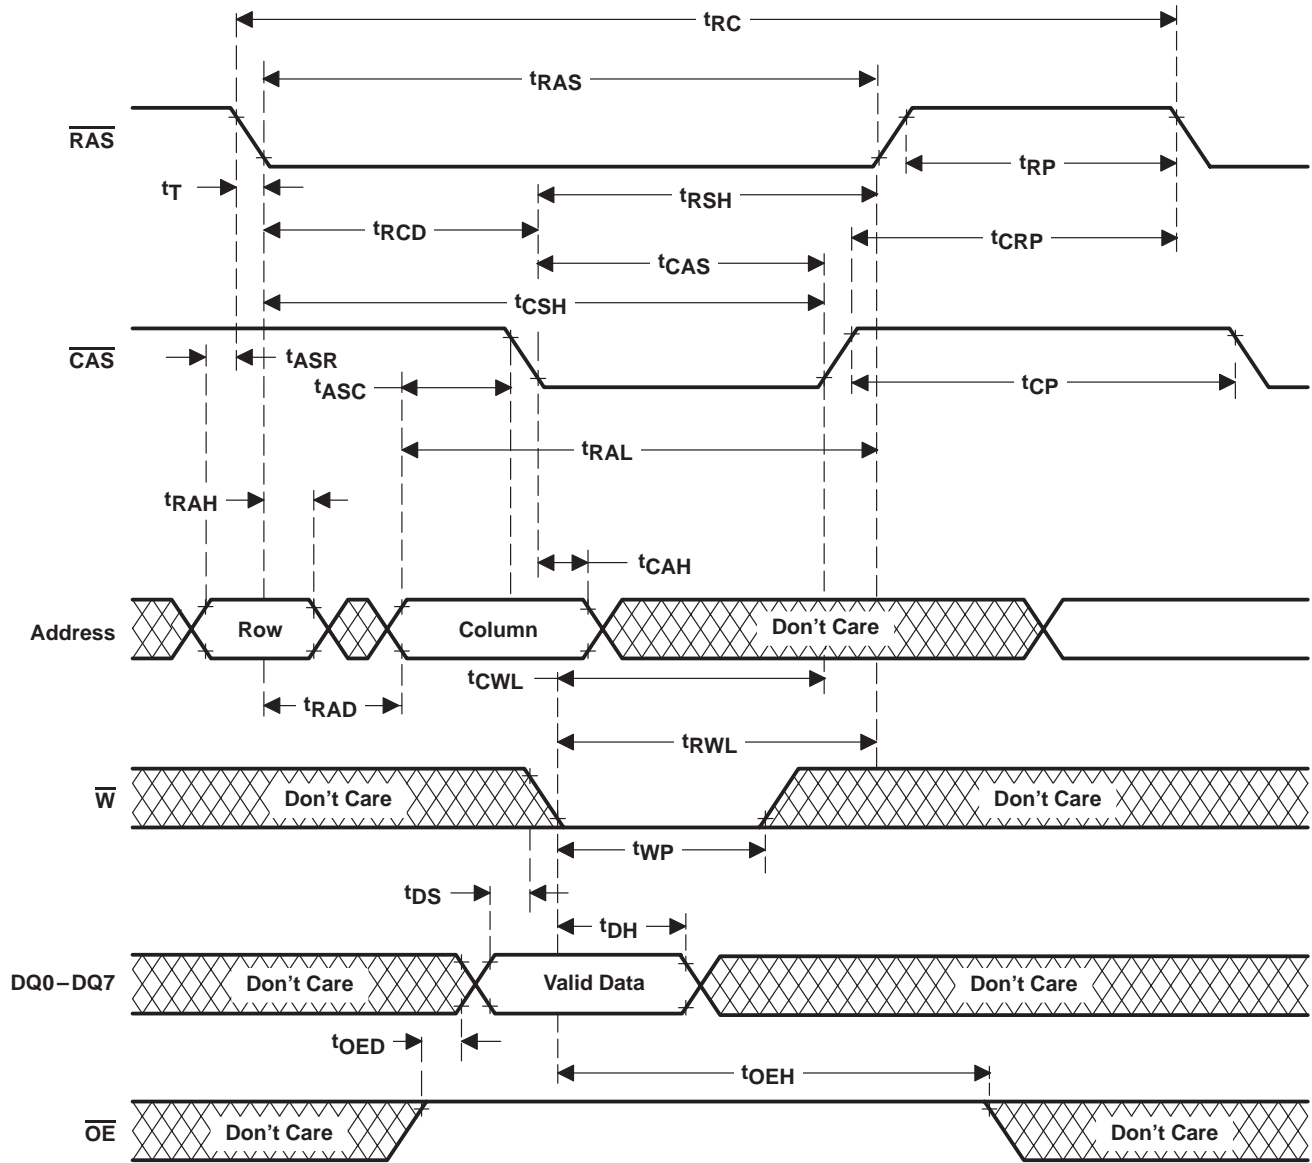 tRC
tRAS
RAS
tRP
tT
tRSH
tRCD
tCRP
tCAS
tCSH
CAS
tASR
tASC
tCP
tRAL
tRAH
tCAH
Address
Row
Column
Don't Care
tCWL
tRAD
tRWL
W
Don't Care
Don't Care
tWP
tDS
tDH
DQ0–DQ7
Don't Care
Valid Data
Don't Care
tOED
tOEH
OE
Don't Care
Don't Care